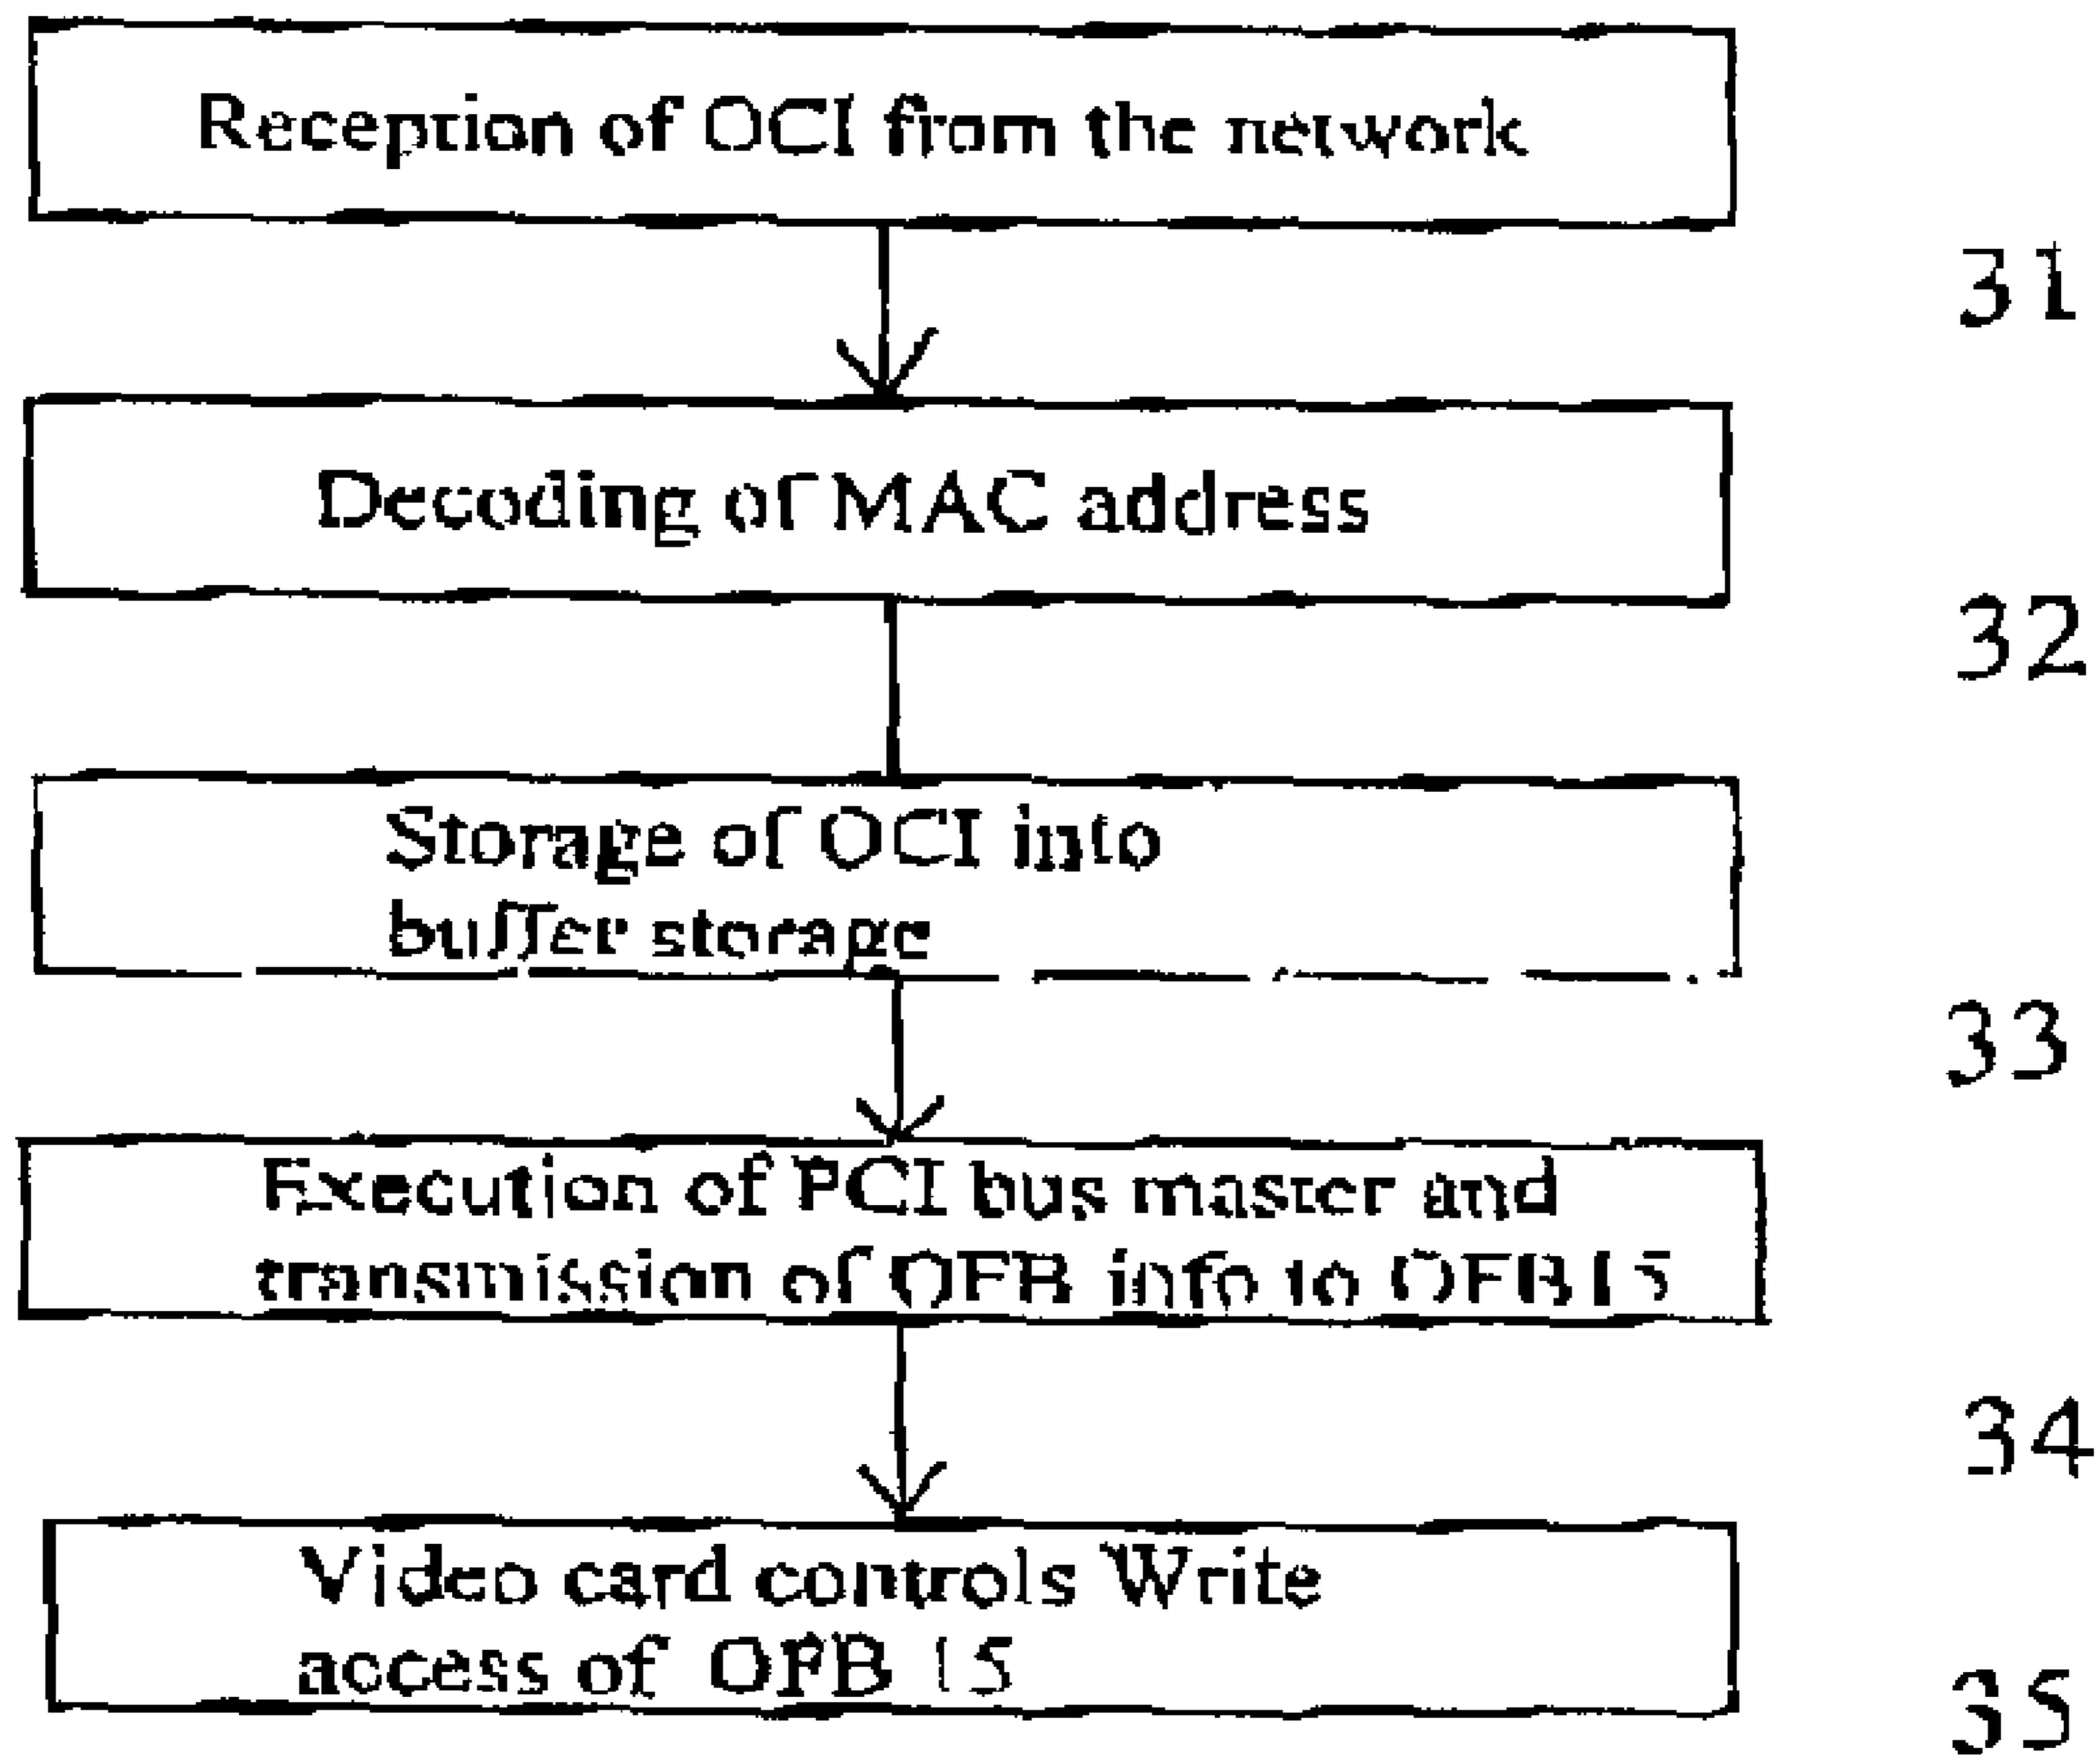 Reception of OCI from the network
31
Decoding of MAC address
32
Storage of OCI into
buffer storage
33
Execution of PCI bus master and
transmission of OFB info to OFB15
34
Video card controls Write
access of OFB 15
35